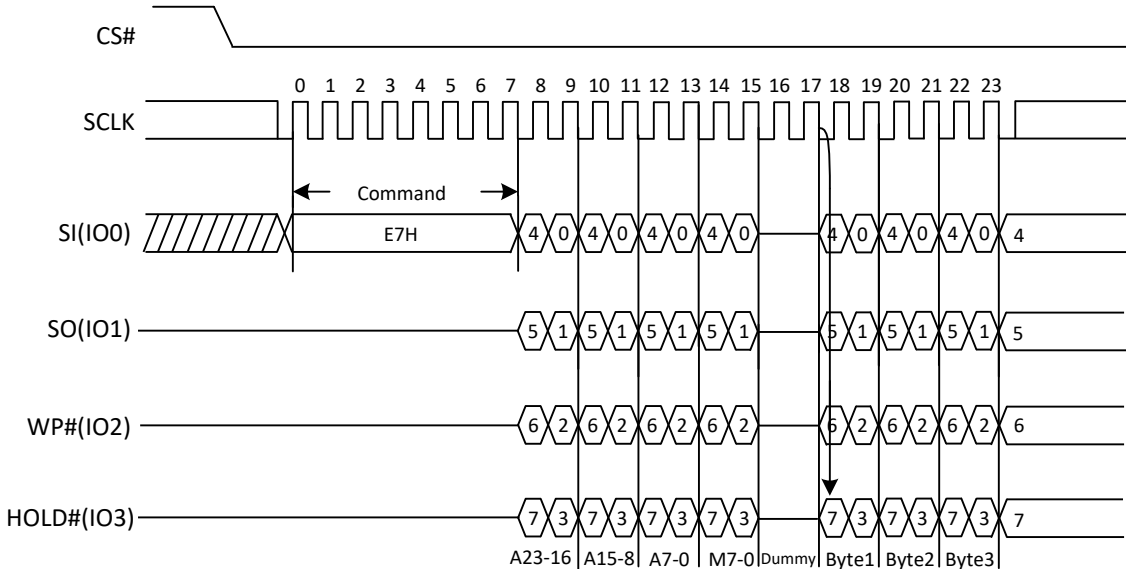 CS#
0 1 2 3 4 5 6 7 8 9 10 11 12 13 14 15 16 17 18 19 20 21 22 23
SCLK
Command
SI(IO0) E7H 4 0 4 0 4 0 4 0 4 0 4 0 4 0 4
SO(IO1) 5 1 5 1 5 1 5 1 5 1 5 1 5 1 5
WP#(IO2) 6 2 6 2 6 2 6 2 6 2 6 2 6 2 6
HOLD#(IO3) 7 3 7 3 7 3 7 3 7 3 7 3 7 3 7
A23-16 A15-8 A7-0 M7-0 Dummy Byte1 Byte2 Byte3